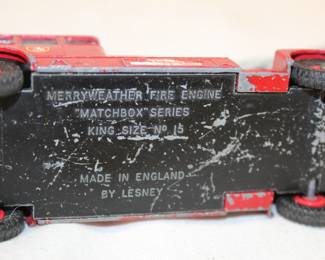 MERRYWEATHER FIRE ENGINE
"MATCHBOX" SERIES
KING SIZE Nº 15
MADE IN ENGLAND
BY LESNEY